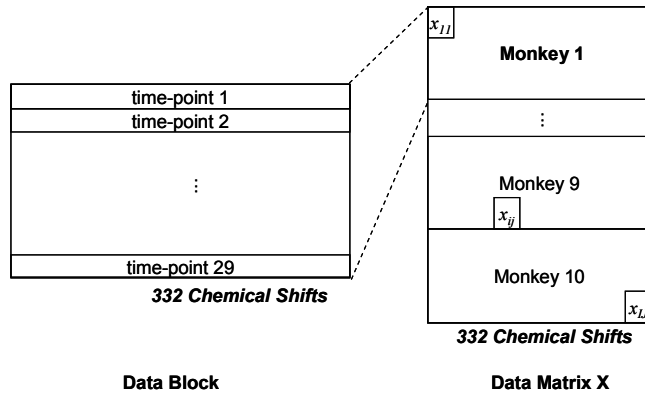 x11
Monkey 1
time-point 1
time-point 2
⋮
⋮
Monkey 9
xij
time-point 29
Monkey 10
332 Chemical Shifts
xIJ
332 Chemical Shifts
Data Block
Data Matrix X